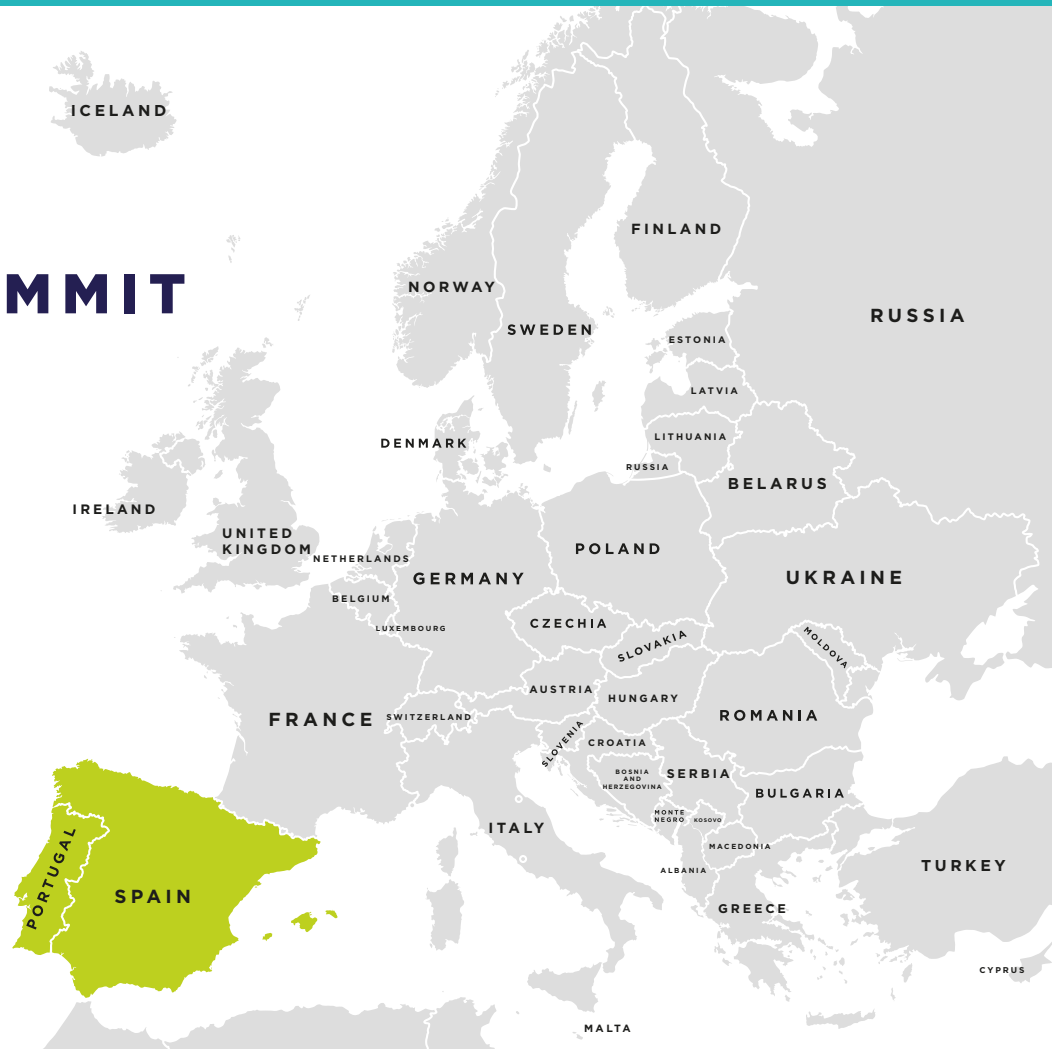 ICELAND
FINLAND
MMIT
NORWAY
RUSSIA
SWEDEN
ESTONIA
LATVIA
LITHUANIA
DENMARK
RUSSIA
BELARUS
IRELAND
UNITED
KINGDOM
NETHERLANDS
POLAND
GERMANY
UKRAINE
BELGIUM
LUXEMBOURG
CZECHIA
SLOVAKIA
MOLDOVA
AUSTRIA
HUNGARY
FRANCE
SWITZERLAND
ROMANIA
SLOVENIA
CROATIA
BOSNIA
AND
HERZEGOVINA
SERBIA
BULGARIA
MONTE
NEGRO
KOSOVO
ITALY
MACEDONIA
ALBANIA
TURKEY
PORTUGAL
SPAIN
GREECE
CYPRUS
MALTA